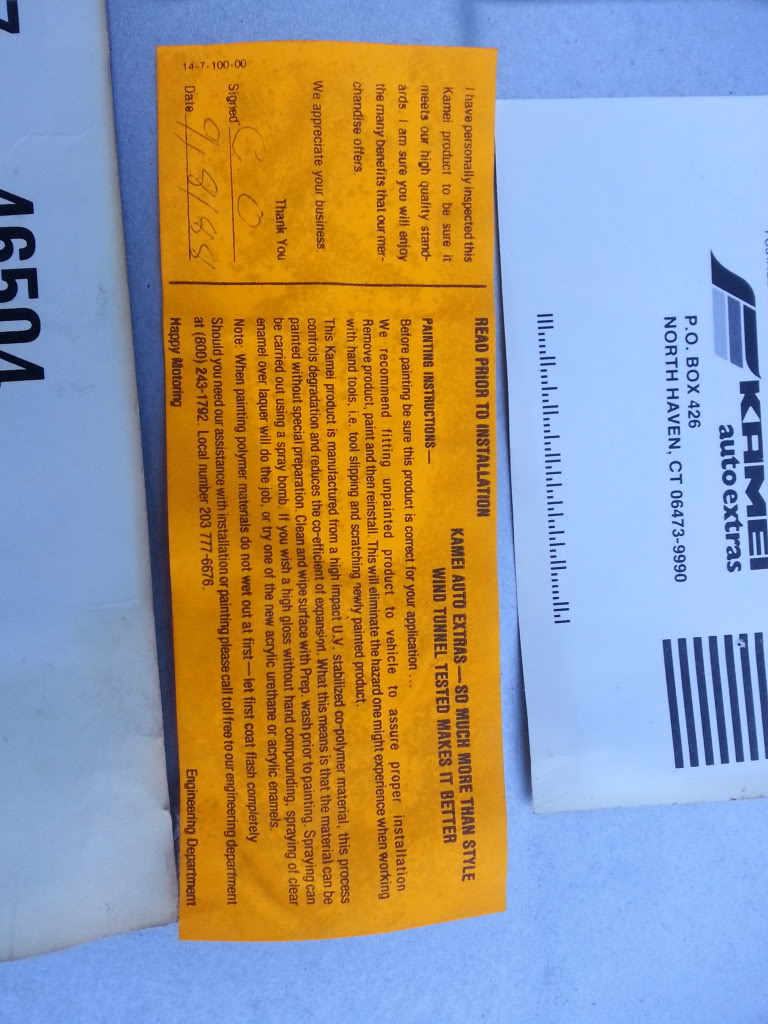 14-7-100-00
I have personally inspected this
Kamei product to be sure it
meets our high quality stand-
ards. I am sure you will enjoy
the many benefits that our mer-
chandise offers.
We appreciate your business.
Thank You
Signed C. O
Date 9/8/88
READ PRIOR TO INSTALLATION
KAMEI AUTO EXTRAS—SO MUCH MORE THAN STYLE
WIND TUNNEL TESTED MAKES IT BETTER
PAINTING INSTRUCTIONS—
Before painting be sure this product is correct for your application ...
We recommend fitting unpainted product to vehicle to assure proper installation
Remove product, paint and then reinstall. This will eliminate the hazard one might experience when working
with hand tools, i.e. tool slipping and scratching newly painted product.
This Kamei product is manufactured from a high impact U.V. stabilized co-polymer material, this process
controls degradation and reduces the co-efficient of expansion. What this means is that the material can be
painted without special preparation. Clean and wipe surface with Prep. wash prior to painting. Spraying can
be carried out using a spray bomb. If you wish a high gloss without hand compounding, spraying of clear
enamel over laquer will do the job, or try one of the new acrylic urethane or acrylic enamels.
Note: When painting polymer materials do not wet out at first—let first coat flash completely
Should you need our assistance with installation or painting please call toll free to our engineering department
at (800) 243-1792. Local number 203 777-6676.
Happy Motoring
Engineering Department
KAMEI
auto extras
P.O. BOX 426
NORTH HAVEN, CT 06473-9990
46504